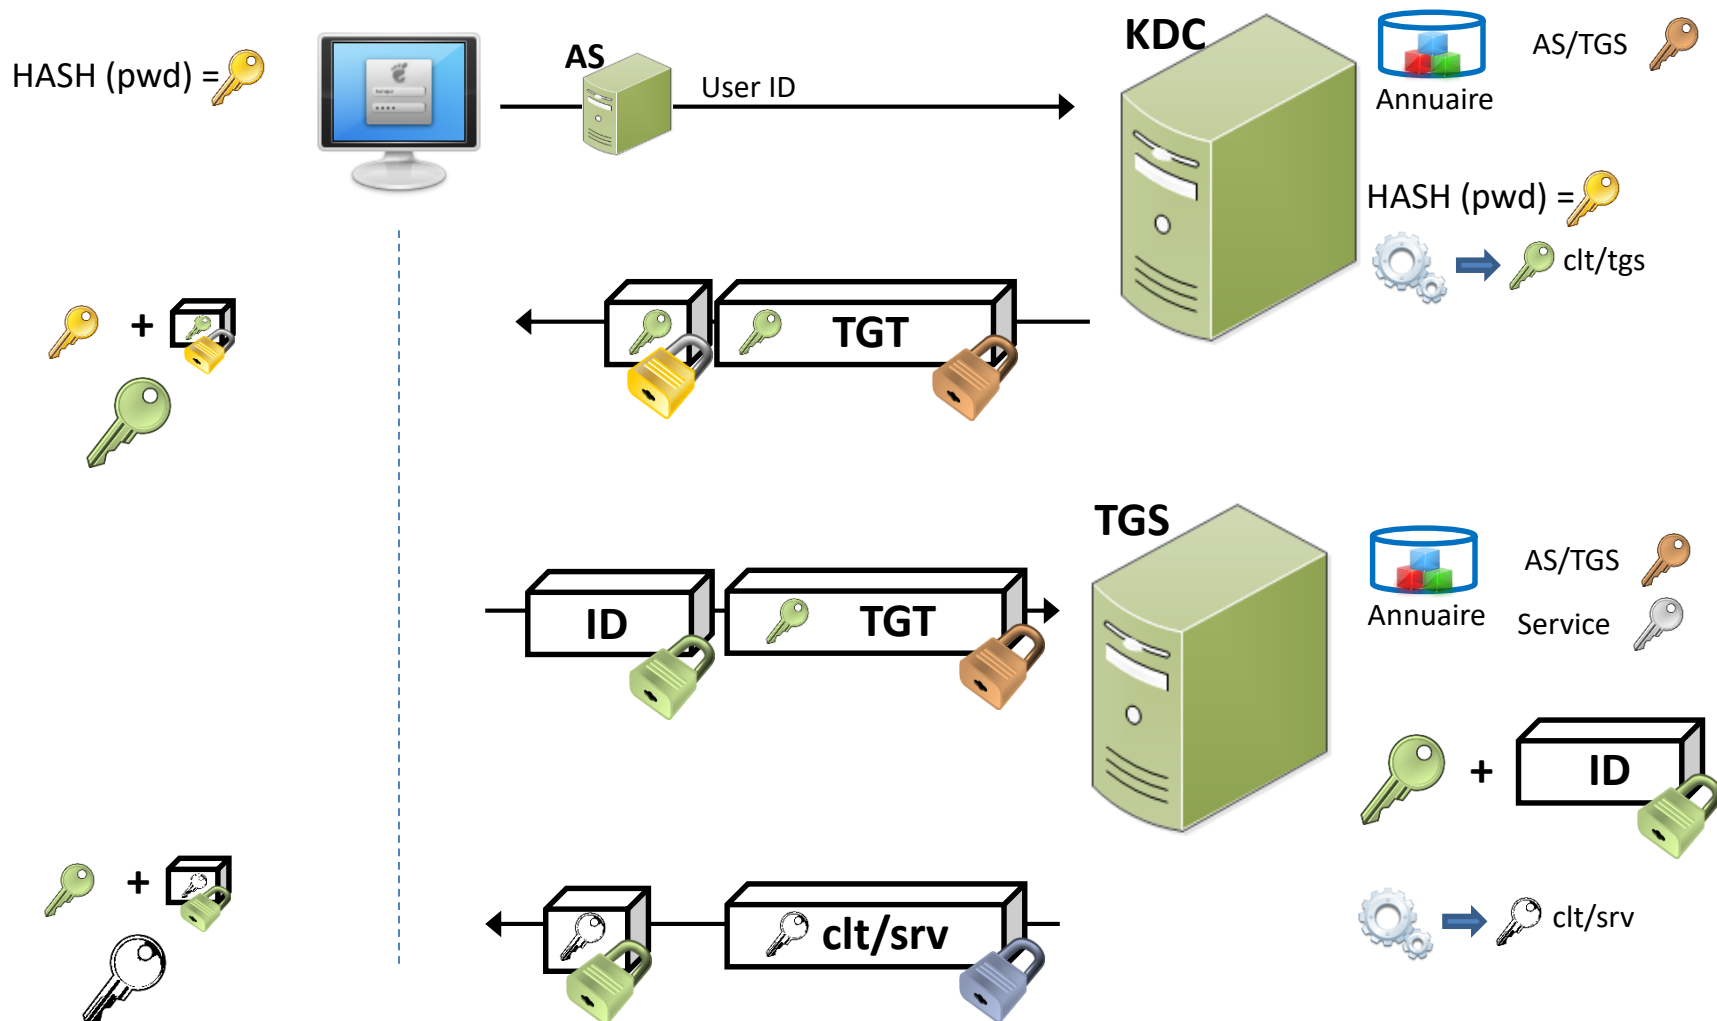 HASH (pwd) =
AS
User ID
KDC
Annuaire
AS/TGS
HASH (pwd) =
clt/tgs
+
TGT
TGS
Annuaire
AS/TGS
Service
ID
TGT
+
ID
+
clt/srv
clt/srv